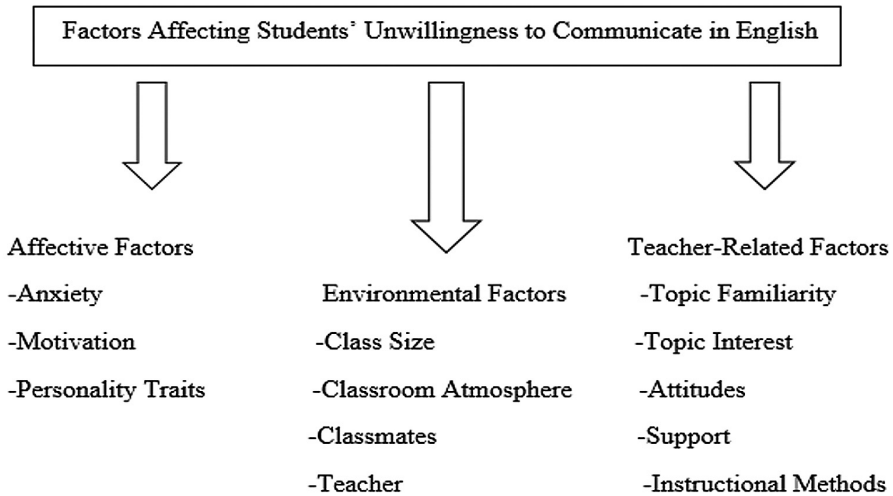 Factors Affecting Students' Unwillingness to Communicate in English
Affective Factors
-Anxiety
-Motivation
-Personality Traits
Environmental Factors
-Class Size
-Classroom Atmosphere
-Classmates
-Teacher
Teacher-Related Factors
-Topic Familiarity
-Topic Interest
-Attitudes
-Support
-Instructional Methods